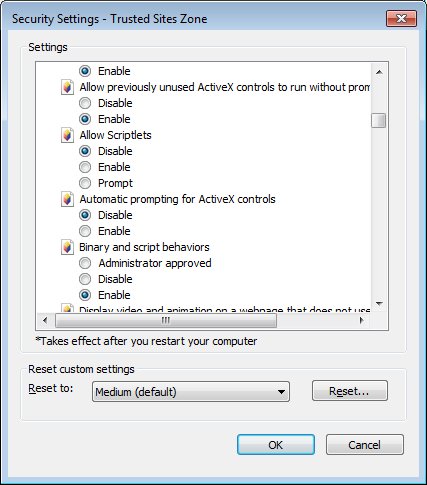 Security Settings - Trusted Sites Zone
Settings
Enable
Allow previously unused ActiveX controls to run without prom
Disable
Enable
Allow Scriptlets
Disable
Enable
Prompt
Automatic prompting for ActiveX controls
Disable
Enable
Binary and script behaviors
Administrator approved
Disable
Enable
Display video and animation on a webpage that does not use
*Takes effect after you restart your computer
Reset custom settings
Reset to: Medium (default) Reset...
OK Cancel